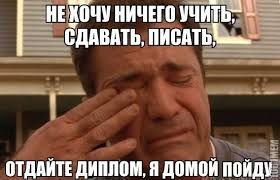 НЕ ХОЧУ НИЧЕГО УЧИТЬ,
СДАВАТЬ, ПИСАТЬ,
ОТДАЙТЕ ДИПЛОМ, Я ДОМОЙ ПОЙДУ